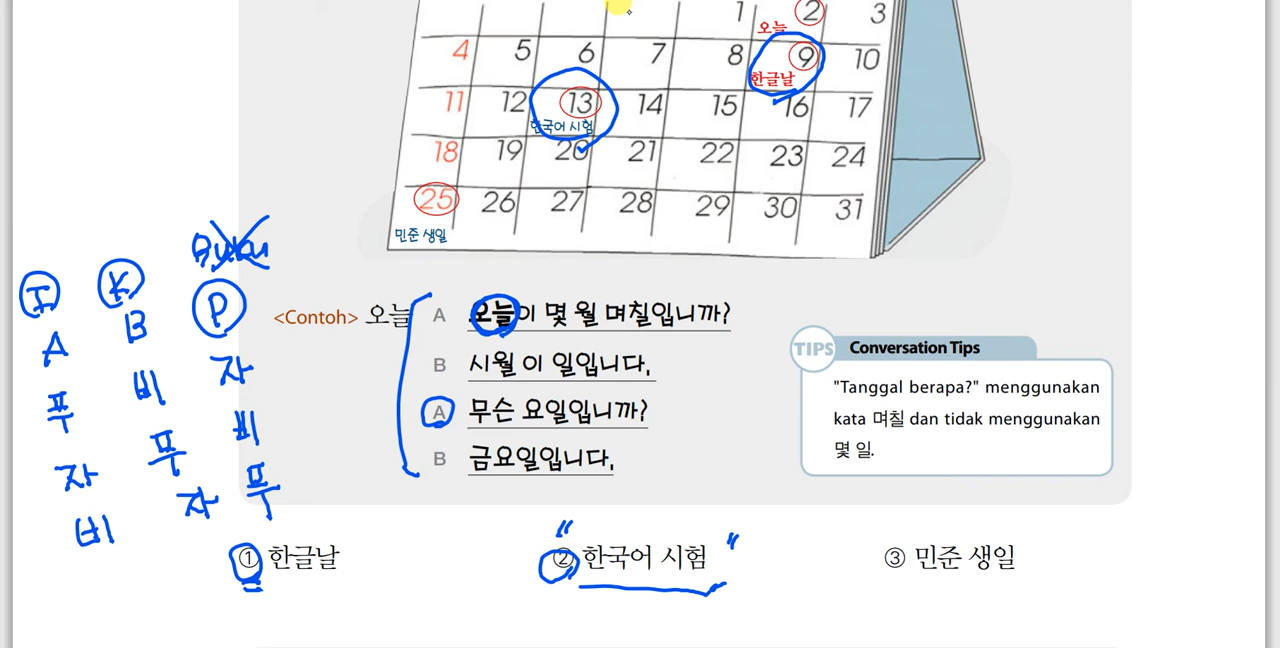 1 2 3
오늘
4 5 6 7 8 9 10
한글날
11 12 13 14 15 16 17
한국어 시험
18 19 20 21 22 23 24
25 26 27 28 29 30 31
민준 생일
Buku
I K P
A B 자
푸 비 비
자 푸 푸
비 자
<Contoh> 오늘
A 오늘이 몇 월 며칠입니까?
B 시월 이 일입니다.
A 무슨 요일입니까?
B 금요일입니다.
TIPS Conversation Tips
"Tanggal berapa?" menggunakan
kata 며칠 dan tidak menggunakan
몇 일.
① 한글날 ② 한국어 시험 ③ 민준 생일